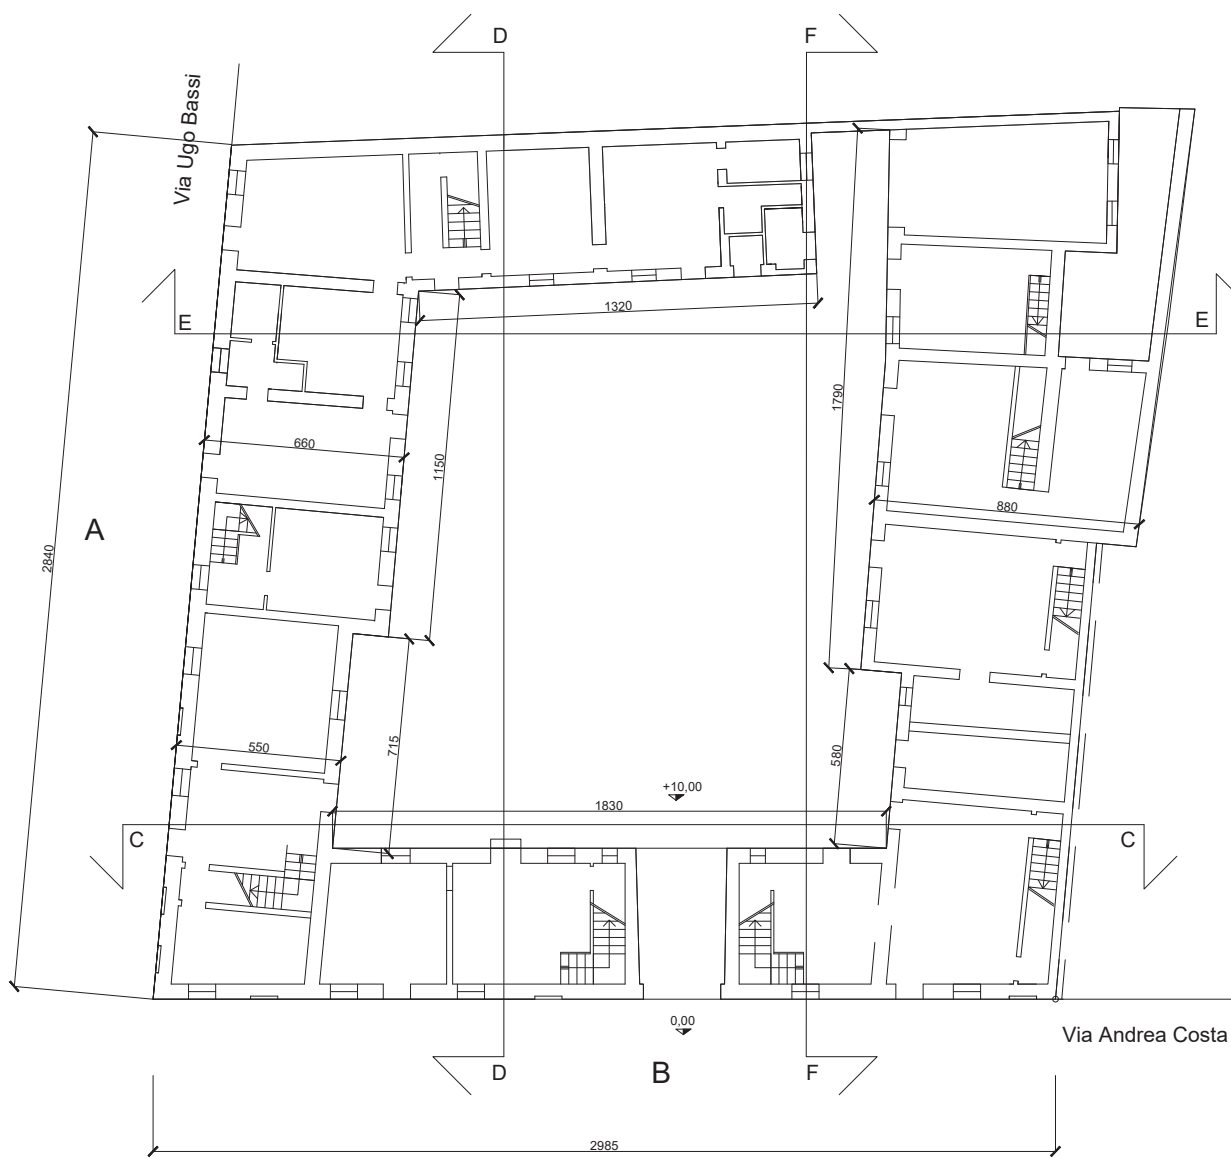 D
F
Via Ugo Bassi
E
E
1320
1790
660
1150
A
880
2840
550
715
580
+10,00
1830
C
C
0,00
Via Andrea Costa
D
B
F
2985